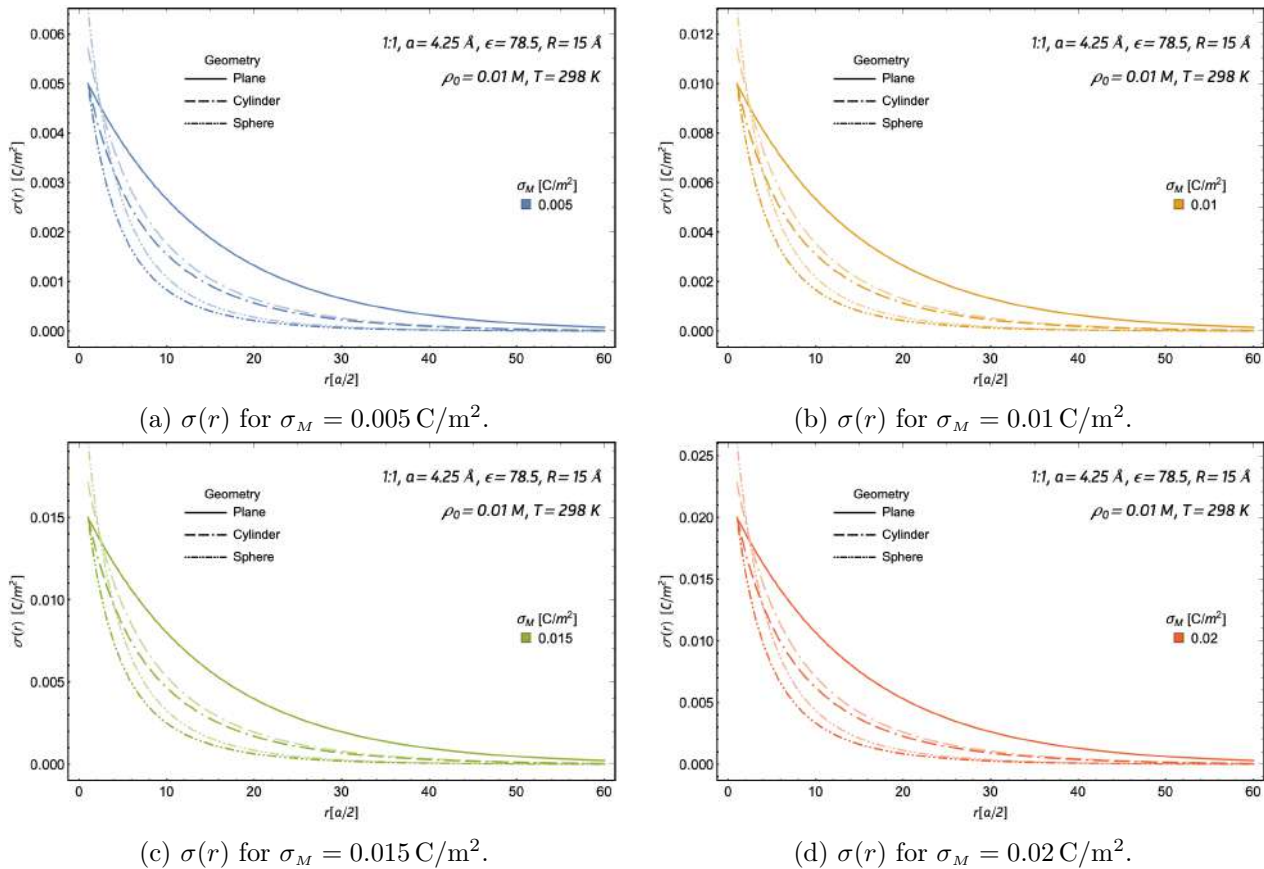 1:1, a = 4.25 Å, ϵ = 78.5, R = 15 Å
ρ₀ = 0.01 M, T = 298 K
Geometry
Plane
Cylinder
Sphere
σ_M [C/m²]
0.005
σ(r) [C/m²]
0.006
0.005
0.004
0.003
0.002
0.001
0.000
0 10 20 30 40 50 60
r[a/2]
(a) σ(r) for σ_M = 0.005 C/m².
1:1, a = 4.25 Å, ϵ = 78.5, R = 15 Å
ρ₀ = 0.01 M, T = 298 K
Geometry
Plane
Cylinder
Sphere
σ_M [C/m²]
0.01
σ(r) [C/m²]
0.012
0.010
0.008
0.006
0.004
0.002
0.000
0 10 20 30 40 50 60
r[a/2]
(b) σ(r) for σ_M = 0.01 C/m².
1:1, a = 4.25 Å, ϵ = 78.5, R = 15 Å
ρ₀ = 0.01 M, T = 298 K
Geometry
Plane
Cylinder
Sphere
σ_M [C/m²]
0.015
σ(r) [C/m²]
0.015
0.010
0.005
0.000
0 10 20 30 40 50 60
r[a/2]
(c) σ(r) for σ_M = 0.015 C/m².
1:1, a = 4.25 Å, ϵ = 78.5, R = 15 Å
ρ₀ = 0.01 M, T = 298 K
Geometry
Plane
Cylinder
Sphere
σ_M [C/m²]
0.02
σ(r) [C/m²]
0.025
0.020
0.015
0.010
0.005
0.000
0 10 20 30 40 50 60
r[a/2]
(d) σ(r) for σ_M = 0.02 C/m².